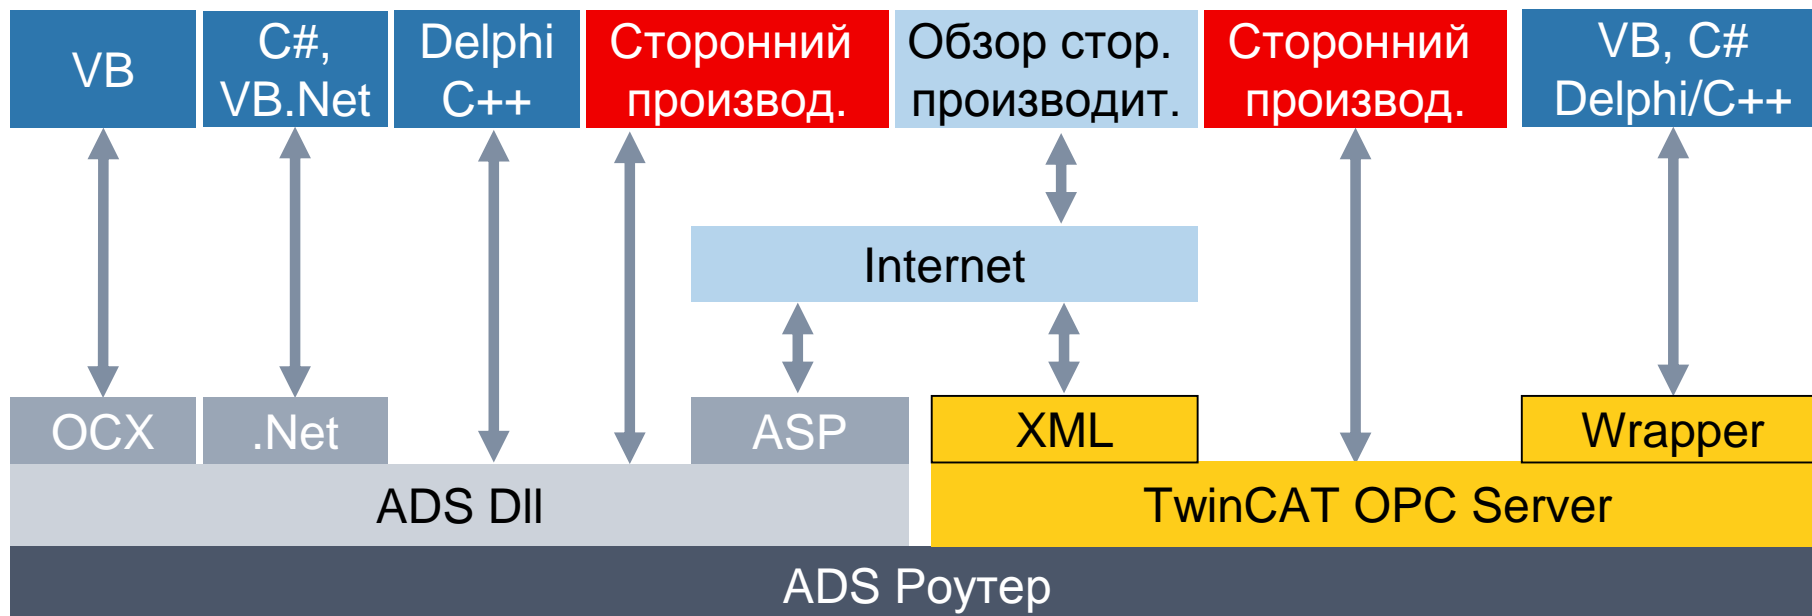 VB
C#,
VB.Net
Delphi
C++
Сторонний
производ.
Обзор стор.
производит.
Сторонний
производ.
VB, C#
Delphi/C++
Internet
OCX
.Net
ASP
XML
Wrapper
ADS Dll
TwinCAT OPC Server
ADS Роутер